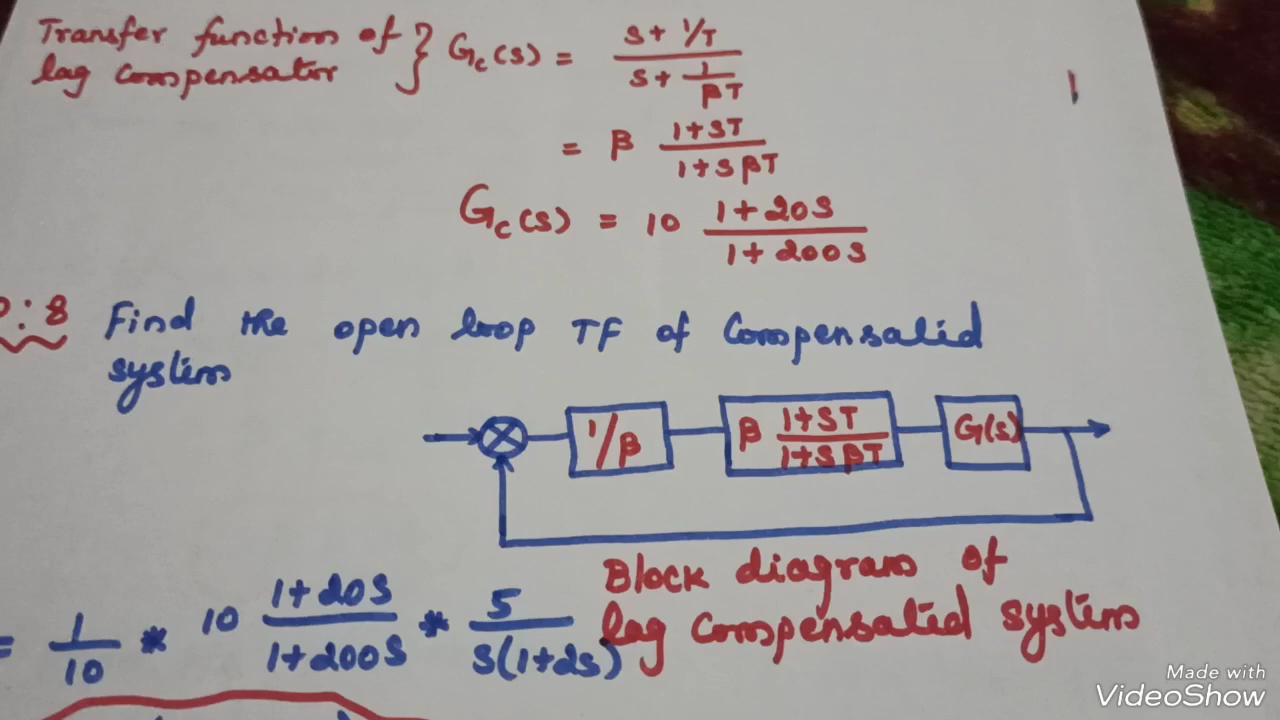 Transfer function of } Gc(s) = s + 1/T / s + 1/βT
lag compensator
= β 1+ST / 1+SβT
Gc(s) = 10 1+20S / 1+200S
: 8 Find the open loop TF of Compensatid
system
1/β β 1+ST / 1+SβT G(s)
Block diagram of
lag compensatid system
= 1/10 * 10 1+20S / 1+200S * 5 / S(1+2s)
Made with
VideoShow